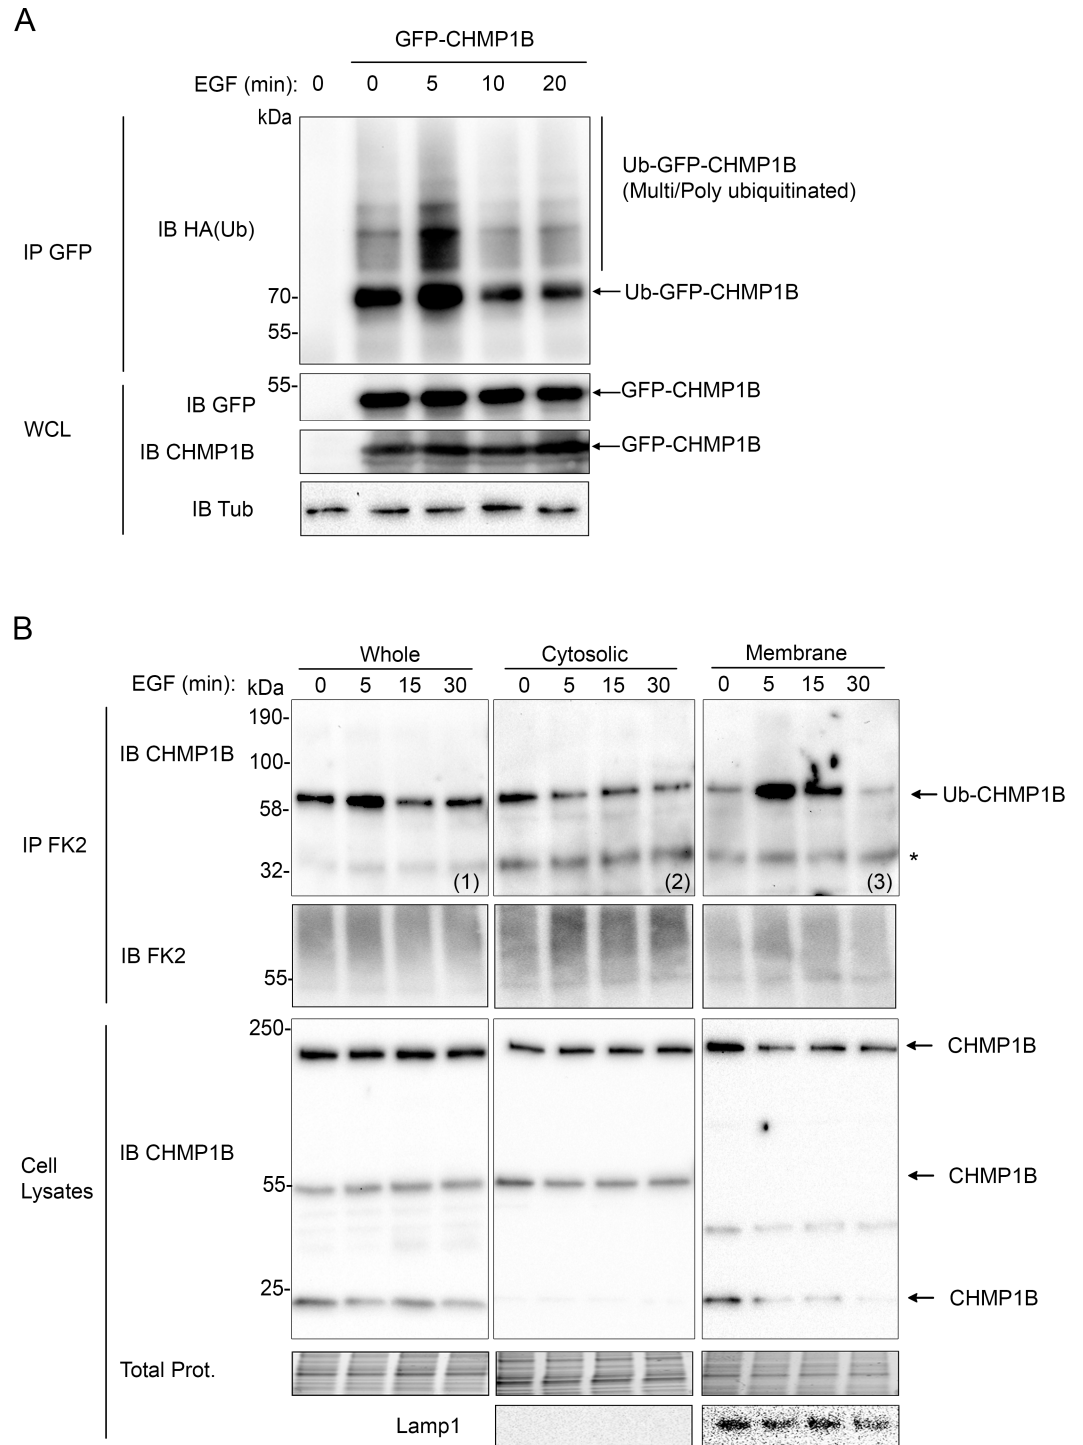 A
GFP-CHMP1B
EGF (min): 0 0 5 10 20
kDa
Ub-GFP-CHMP1B
(Multi/Poly ubiquitinated)
IB HA(Ub)
IP GFP
70-
Ub-GFP-CHMP1B
55-
55-
GFP-CHMP1B
IB GFP
WCL
IB CHMP1B
GFP-CHMP1B
IB Tub
B
Whole Cytosolic Membrane
EGF (min): kDa 0 5 15 30 0 5 15 30 0 5 15 30
190-
IB CHMP1B
100-
Ub-CHMP1B
58-
IP FK2
*
32-
(1) (2) (3)
IB FK2
55-
250-
CHMP1B
IB CHMP1B
Cell
Lysates
55-
CHMP1B
25-
CHMP1B
Total Prot.
Lamp1